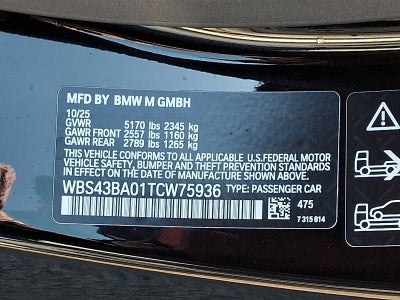 MFD BY BMW M GMBH
10/25
GVWR 5170 lbs 2345 kg
GAWR FRONT 2557 lbs 1160 kg
GAWR REAR 2789 lbs 1265 kg
THIS VEHICLE CONFORMS TO ALL APPLICABLE U.S. FEDERAL MOTOR
VEHICLE SAFETY, BUMPER AND THEFT PREVENTION STANDARDS
IN EFFECT ON THE DATE OF MANUFACTURE SHOWN ABOVE.
WBS43BA01TCW75936 TYPE: PASSENGER CAR
475
7 315 814